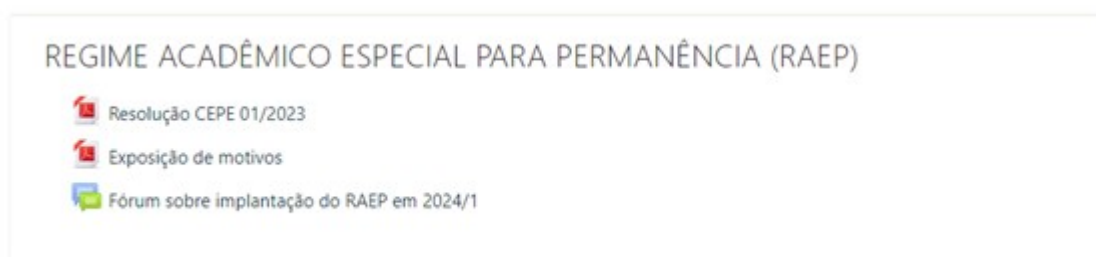 REGIME ACADÊMICO ESPECIAL PARA PERMANÊNCIA (RAEP)
Resolução CEPE 01/2023
Exposição de motivos
Fórum sobre implantação do RAEP em 2024/1